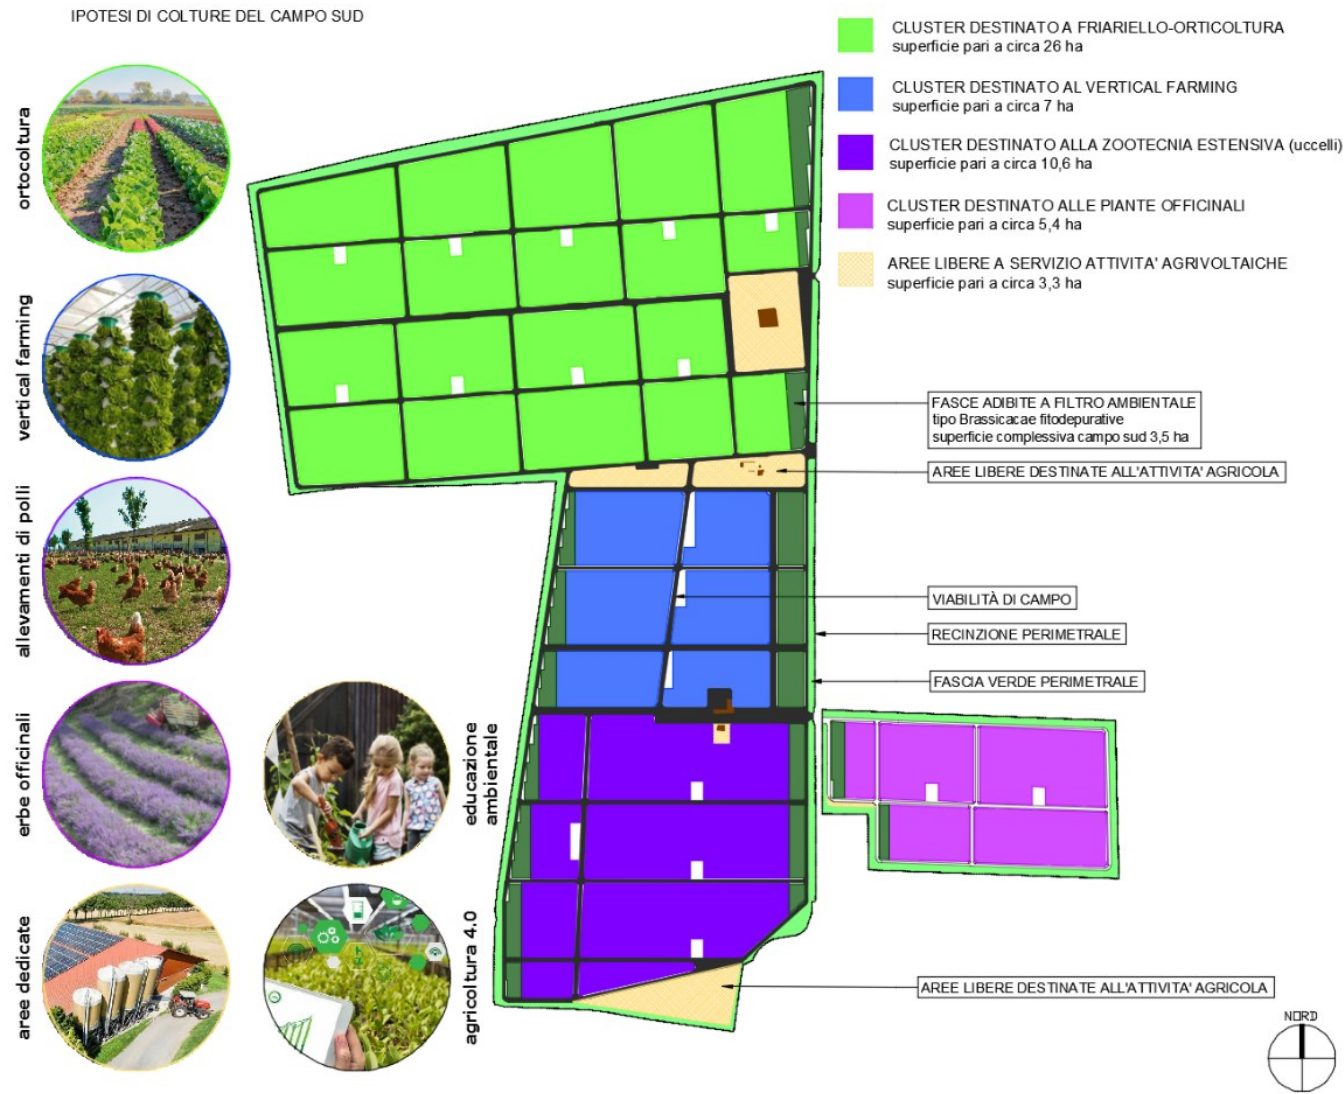 IPOTESI DI COLTURE DEL CAMPO SUD
ortocoltura
vertical farming
allevamenti di polli
erbe officinali
aree dedicate
educazione
ambientale
agricoltura 4.0
CLUSTER DESTINATO A FRIARIELLO-ORTICOLTURA
superficie pari a circa 26 ha
CLUSTER DESTINATO AL VERTICAL FARMING
superficie pari a circa 7 ha
CLUSTER DESTINATO ALLA ZOOTECNIA ESTENSIVA (uccelli)
superficie pari a circa 10,6 ha
CLUSTER DESTINATO ALLE PIANTE OFFICINALI
superficie pari a circa 5,4 ha
AREE LIBERE A SERVIZIO ATTIVITA' AGRIVOLTAICHE
superficie pari a circa 3,3 ha
FASCE ADIBITE A FILTRO AMBIENTALE
tipo Brassicacae fitodepurative
superficie complessiva campo sud 3,5 ha
AREE LIBERE DESTINATE ALL'ATTIVITA' AGRICOLA
VIABILITÀ DI CAMPO
RECINZIONE PERIMETRALE
FASCIA VERDE PERIMETRALE
AREE LIBERE DESTINATE ALL'ATTIVITA' AGRICOLA
NORD